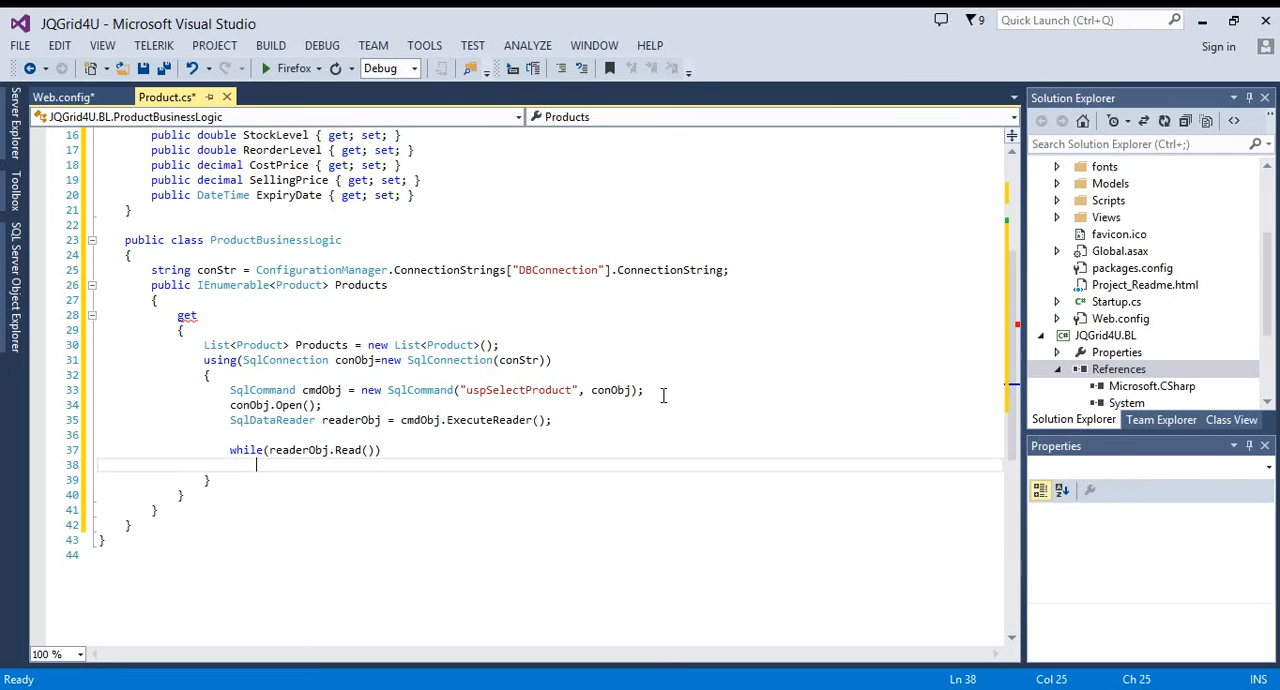 JQGrid4U - Microsoft Visual Studio
9
Quick Launch (Ctrl+Q)
FILE EDIT VIEW TELERIK PROJECT BUILD DEBUG TEAM TOOLS TEST ANALYZE WINDOW HELP
Sign in
Firefox Debug
Server Explorer
Toolbox
SQL Server Object Explorer
Web.config* Product.cs*
JQGrid4U.BL.ProductBusinessLogic Products
16 public double StockLevel { get; set; }
17 public double ReorderLevel { get; set; }
18 public decimal CostPrice { get; set; }
19 public decimal SellingPrice { get; set; }
20 public DateTime ExpiryDate { get; set; }
21 }
22
23 public class ProductBusinessLogic
24 {
25 string conStr = ConfigurationManager.ConnectionStrings["DBConnection"].ConnectionString;
26 public IEnumerable<Product> Products
27 {
28 get
29 {
30 List<Product> Products = new List<Product>();
31 using(SqlConnection conObj=new SqlConnection(conStr))
32 {
33 SqlCommand cmdObj = new SqlCommand("uspSelectProduct", conObj);
34 conObj.Open();
35 SqlDataReader readerObj = cmdObj.ExecuteReader();
36
37 while(readerObj.Read())
38
39 }
40 }
41 }
42 }
43 }
44
100 %
Solution Explorer
Search Solution Explorer (Ctrl+;)
fonts
Models
Scripts
Views
favicon.ico
Global.asax
packages.config
Project_Readme.html
Startup.cs
Web.config
JQGrid4U.BL
Properties
References
Microsoft.CSharp
System
Solution Explorer Team Explorer Class View
Properties
Ready Ln 38 Col 25 Ch 25 INS